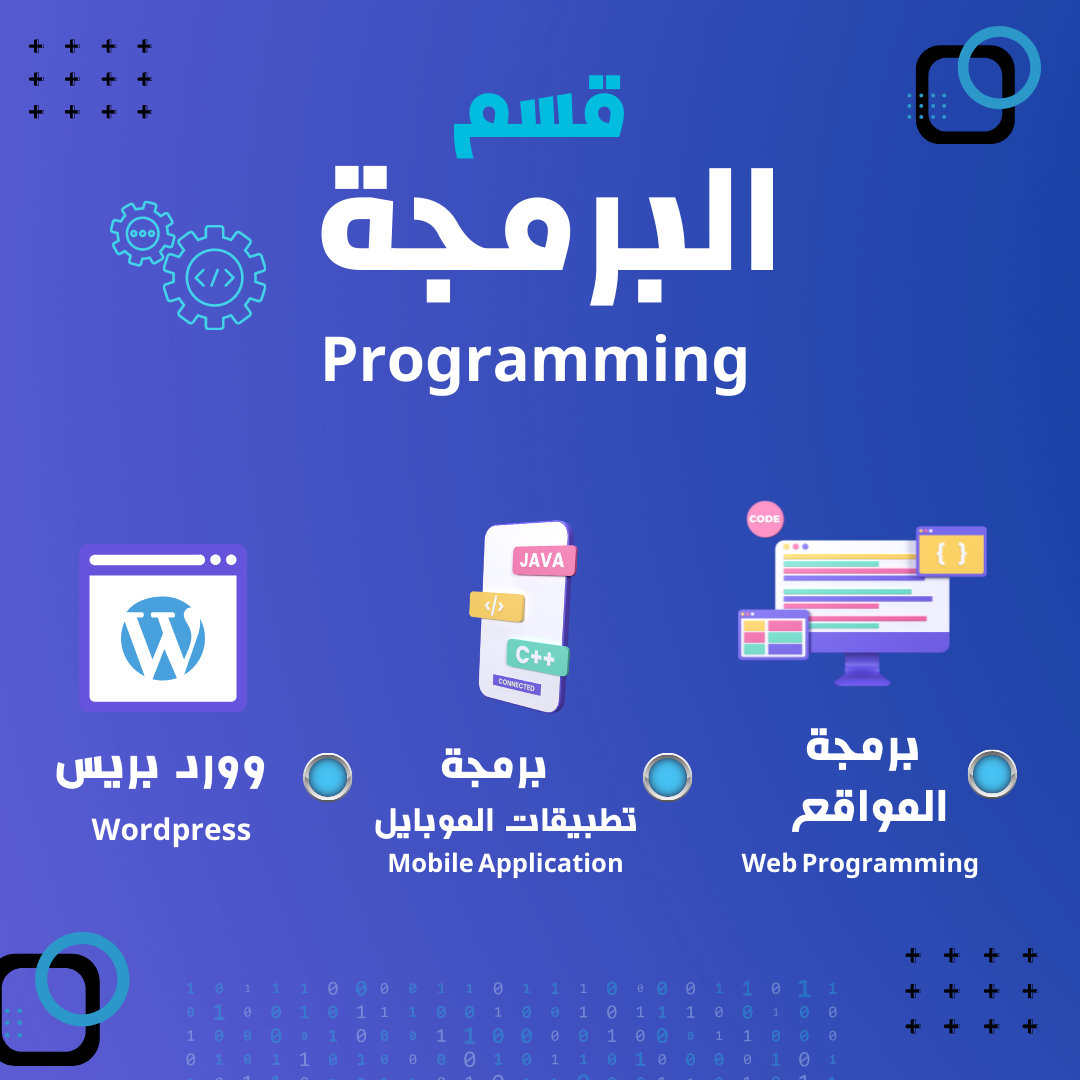 قسم
البرمجة
Programming
CODE
{ }
برمجة
المواقع
Web Programming
JAVA
</>
C++
CONNECTED
برمجة
تطبيقات الموبايل
Mobile Application
W
وورد بريس
Wordpress
</>